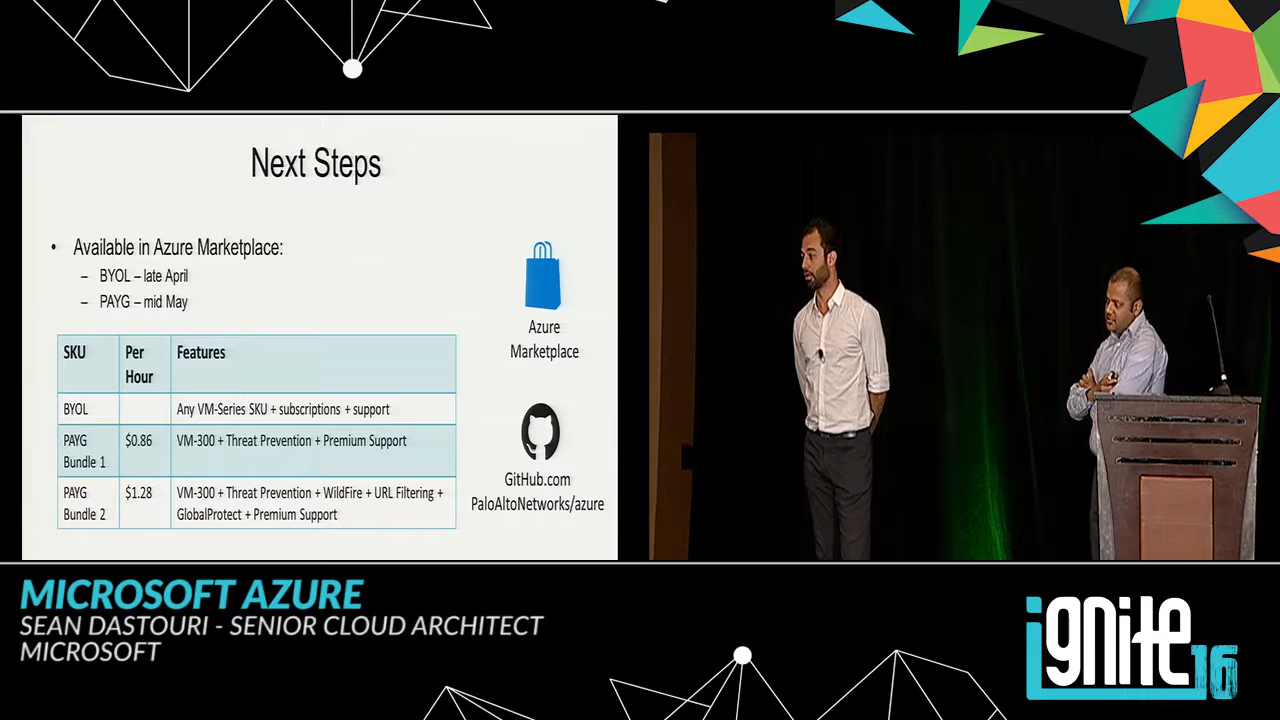 Next Steps
• Available in Azure Marketplace:
– BYOL – late April
– PAYG – mid May
SKU Per Hour Features
BYOL Any VM-Series SKU + subscriptions + support
PAYG Bundle 1 $0.86 VM-300 + Threat Prevention + Premium Support
PAYG Bundle 2 $1.28 VM-300 + Threat Prevention + WildFire + URL Filtering +
GlobalProtect + Premium Support
Azure
Marketplace
GitHub.com
PaloAltoNetworks/azure
MICROSOFT AZURE
SEAN DASTOURI - SENIOR CLOUD ARCHITECT
MICROSOFT
ignite16